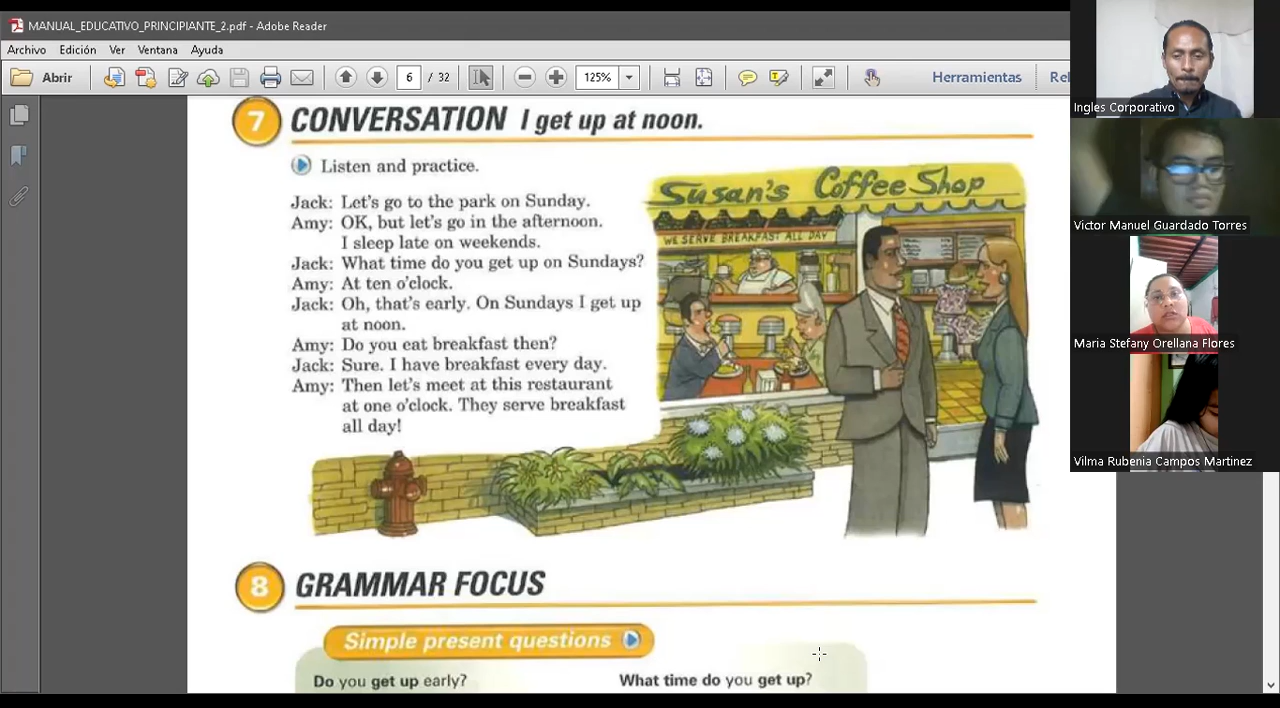 MANUAL_EDUCATIVO_PRINCIPIANTE_2.pdf - Adobe Reader
Archivo Edición Ver Ventana Ayuda
Abrir 6 / 32 125% Herramientas
7 CONVERSATION I get up at noon.
Listen and practice.
Jack: Let's go to the park on Sunday.
Amy: OK, but let's go in the afternoon.
I sleep late on weekends.
Jack: What time do you get up on Sundays?
Amy: At ten o'clock.
Jack: Oh, that's early. On Sundays I get up
at noon.
Amy: Do you eat breakfast then?
Jack: Sure. I have breakfast every day.
Amy: Then let's meet at this restaurant
at one o'clock. They serve breakfast
all day!
Susan's Coffee Shop
WE SERVE BREAKFAST ALL DAY
8 GRAMMAR FOCUS
Simple present questions
Do you get up early? What time do you get up?
Ingles Corporativo
Victor Manuel Guardado Torres
Maria Stefany Orellana Flores
Vilma Rubenia Campos Martinez